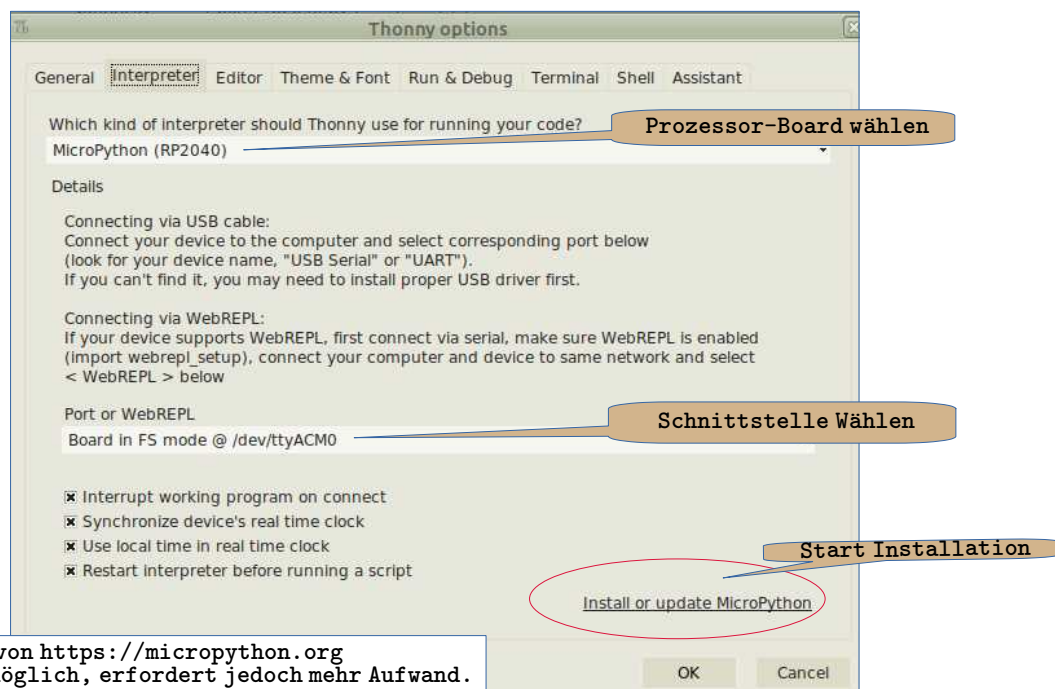 Thonny options
General Interpreter Editor Theme & Font Run & Debug Terminal Shell Assistant
Which kind of interpreter should Thonny use for running your code?
Prozessor-Board wählen
MicroPython (RP2040)
Details
Connecting via USB cable:
Connect your device to the computer and select corresponding port below
(look for your device name, "USB Serial" or "UART").
If you can't find it, you may need to install proper USB driver first.
Connecting via WebREPL:
If your device supports WebREPL, first connect via serial, make sure WebREPL is enabled
(import webrepl_setup), connect your computer and device to same network and select
< WebREPL > below
Port or WebREPL
Schnittstelle Wählen
Board in FS mode @ /dev/ttyACM0
Interrupt working program on connect
Synchronize device's real time clock
Use local time in real time clock
Restart interpreter before running a script
Start Installation
Install or update MicroPython
von https://micropython.org
möglich, erfordert jedoch mehr Aufwand.
OK Cancel